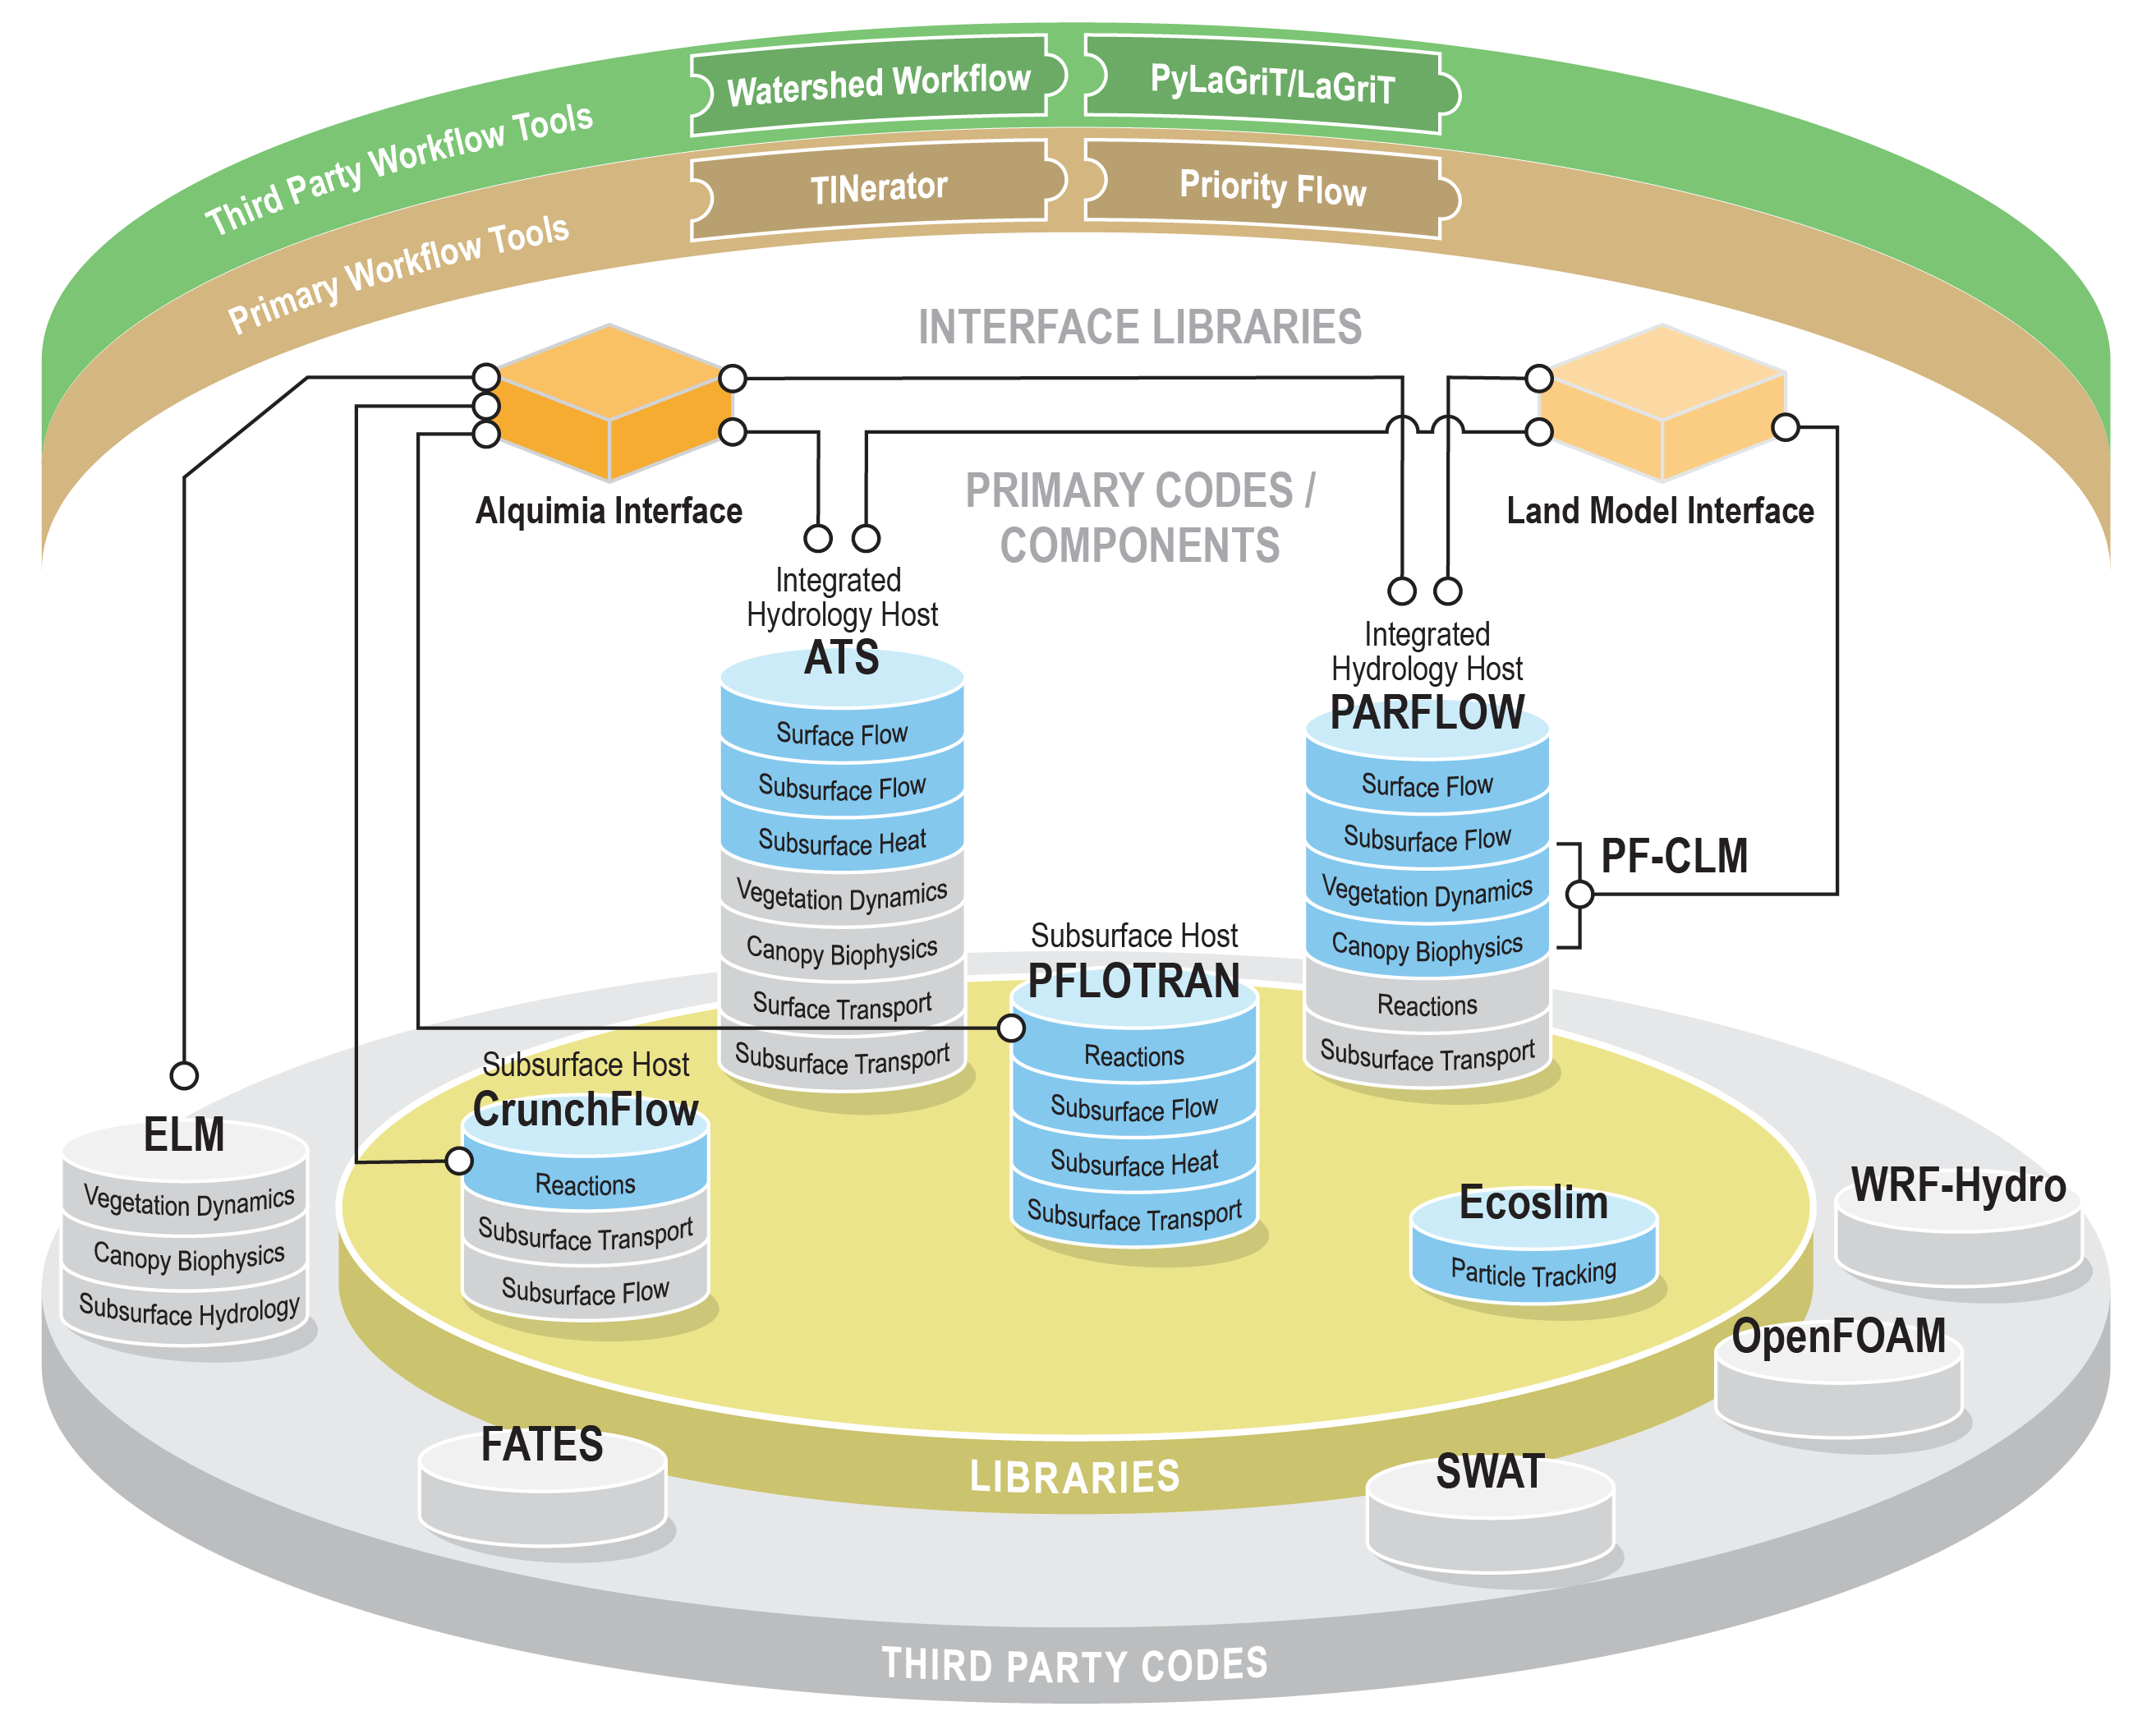 Third Party Workflow Tools
Watershed Workflow
PyLaGriT/LaGriT
Primary Workflow Tools
TINerator
Priority Flow
INTERFACE LIBRARIES
Alquimia Interface
Land Model Interface
PRIMARY CODES /
COMPONENTS
Integrated
Hydrology Host
ATS
Surface Flow
Subsurface Flow
Subsurface Heat
Vegetation Dynamics
Canopy Biophysics
Surface Transport
Subsurface Transport
Integrated
Hydrology Host
PARFLOW
Surface Flow
Subsurface Flow
Vegetation Dynamics
Canopy Biophysics
Reactions
Subsurface Transport
PF-CLM
Subsurface Host
PFLOTRAN
Reactions
Subsurface Flow
Subsurface Heat
Subsurface Transport
Subsurface Host
CrunchFlow
Reactions
Subsurface Transport
Subsurface Flow
ELM
Vegetation Dynamics
Canopy Biophysics
Subsurface Hydrology
Ecoslim
Particle Tracking
WRF-Hydro
OpenFOAM
FATES
SWAT
LIBRARIES
THIRD PARTY CODES